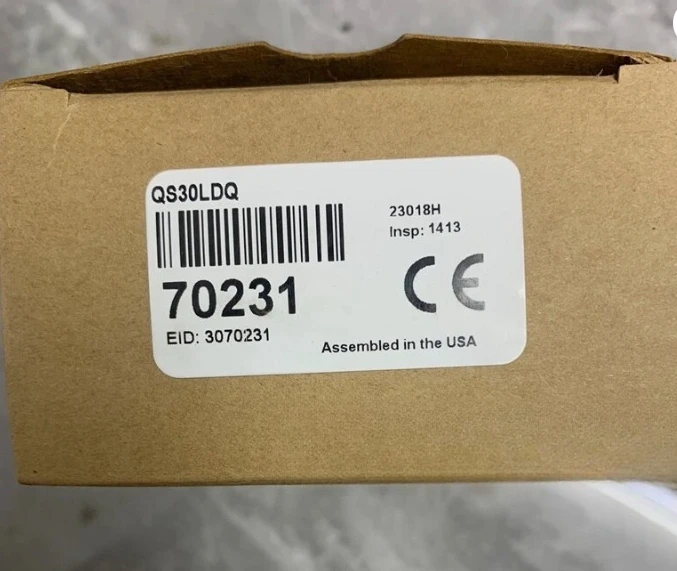 QS30LDQ
23018H
Insp: 1413
70231
CE
EID: 3070231
Assembled in the USA